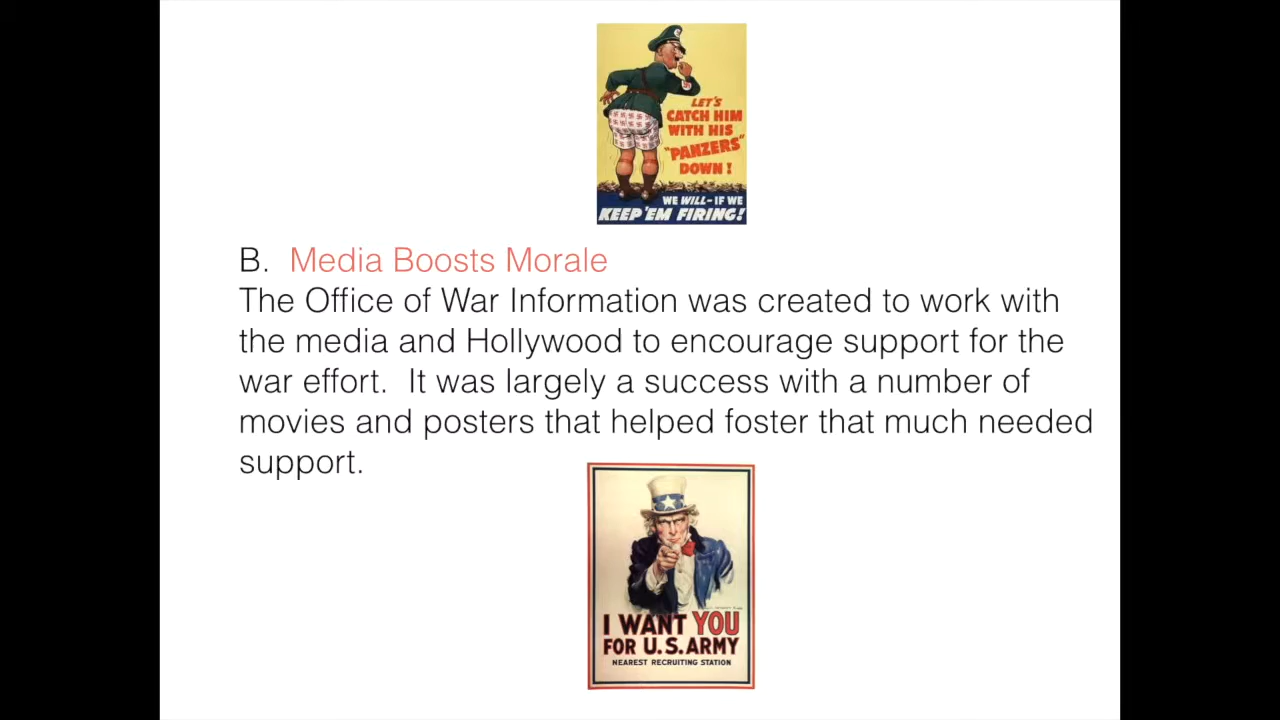 LET'S
CATCH HIM
WITH HIS
"PANZERS"
DOWN!
WE WILL-IF WE
KEEP 'EM FIRING!
B. Media Boosts Morale
The Office of War Information was created to work with
the media and Hollywood to encourage support for the
war effort. It was largely a success with a number of
movies and posters that helped foster that much needed
support.
I WANT YOU
FOR U.S. ARMY
NEAREST RECRUITING STATION